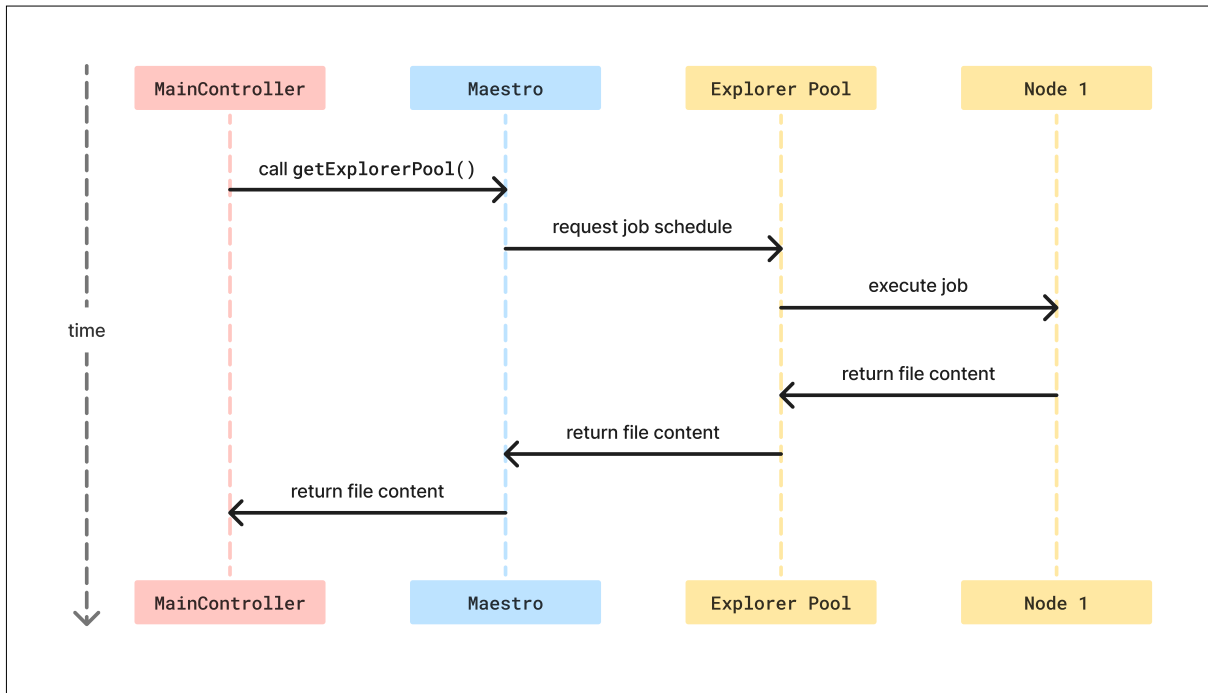 MainController
Maestro
Explorer Pool
Node 1
call getExplorerPool()
request job schedule
execute job
time
return file content
return file content
return file content
MainController
Maestro
Explorer Pool
Node 1